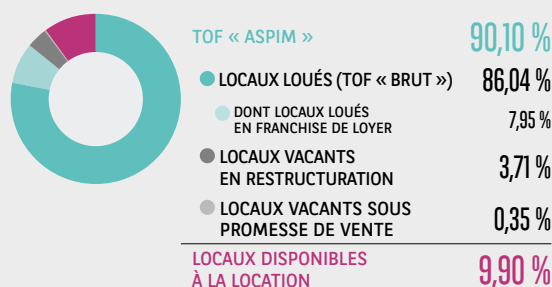 TOF « ASPIM » 90,10 %
LOCAUX LOUÉS (TOF « BRUT ») 86,04 %
DONT LOCAUX LOUÉS
EN FRANCHISE DE LOYER 7,95 %
LOCAUX VACANTS
EN RESTRUCTURATION 3,71 %
LOCAUX VACANTS SOUS
PROMESSE DE VENTE 0,35 %
LOCAUX DISPONIBLES
À LA LOCATION 9,90 %